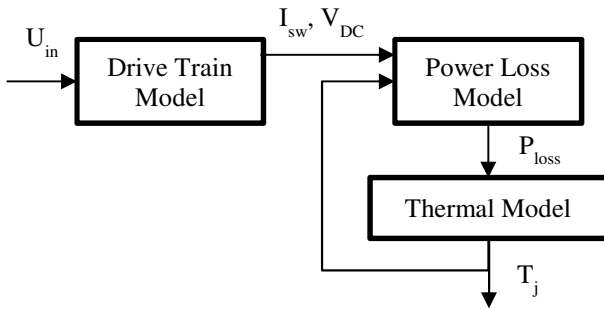 I_sw, V_DC
U_in
Drive Train
Model
Power Loss
Model
P_loss
Thermal Model
T_j